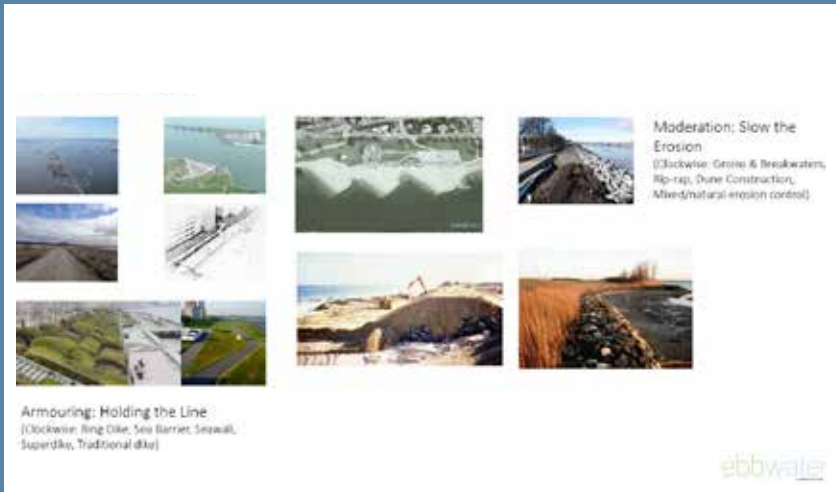 Moderation: Slow the
Erosion
(Clockwise: Groins & Breakwaters,
Rip-rap, Dune Construction,
Mixed/natural erosion control)
Armouring: Holding the Line
(Clockwise: Ring Dike, Sea Barrier, Seawall,
Superdike, Traditional dike)
ebbwater